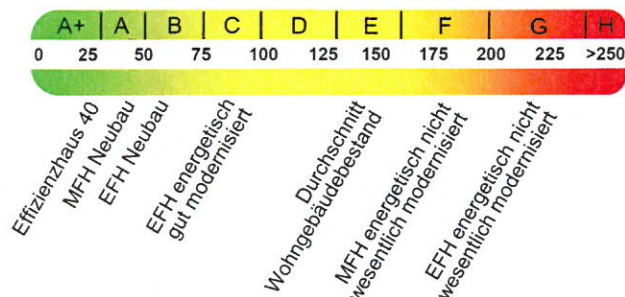 A+ A B C D E F G H
0 25 50 75 100 125 150 175 200 225 >250
Effizienzhaus 40
MFH Neubau
EFH Neubau
EFH energetisch
gut modernisiert
Durchschnitt
Wohngebäudebestand
MFH energetisch nicht
wesentlich modernisiert
EFH energetisch nicht
wesentlich modernisiert